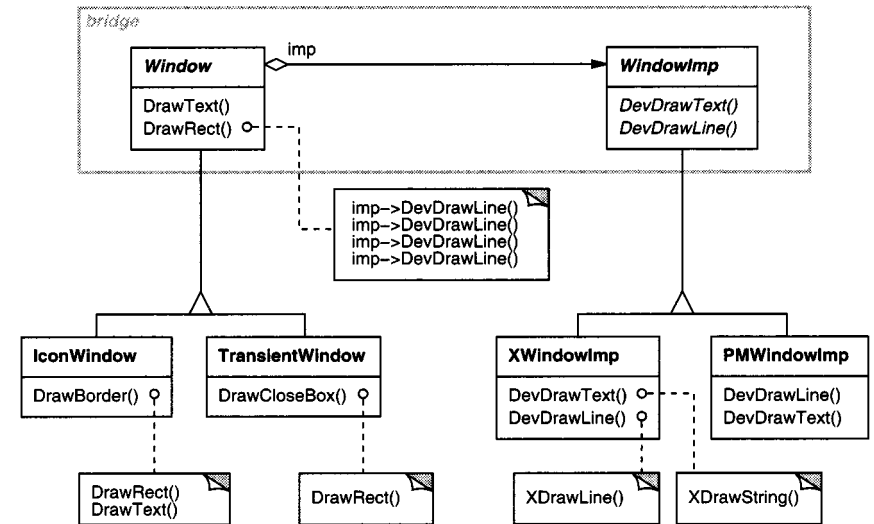 bridge
imp
Window
WindowImp
DrawText()
DrawRect()
DevDrawText()
DevDrawLine()
imp->DevDrawLine()
imp->DevDrawLine()
imp->DevDrawLine()
imp->DevDrawLine()
IconWindow
DrawBorder()
TransientWindow
DrawCloseBox()
XWindowImp
DevDrawText()
DevDrawLine()
PMWindowImp
DevDrawLine()
DevDrawText()
DrawRect()
DrawText()
DrawRect()
XDrawLine()
XDrawString()